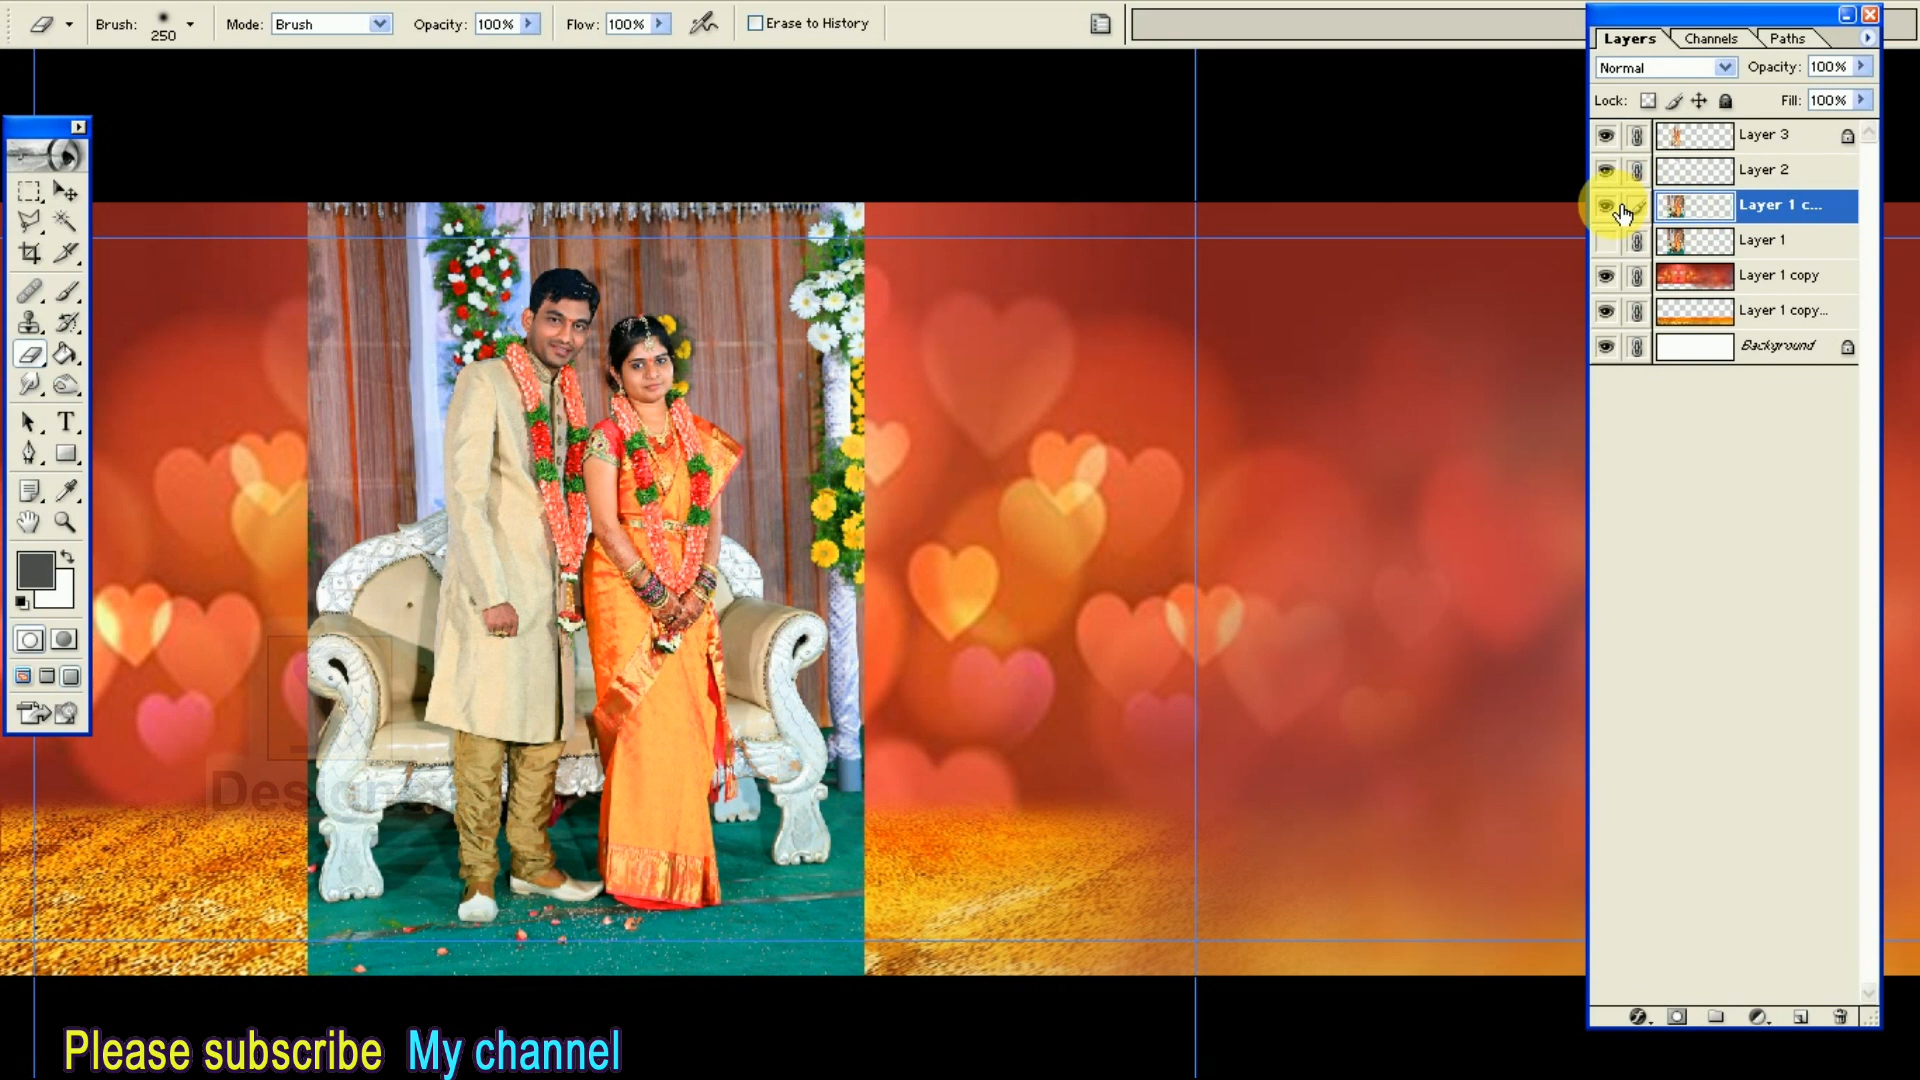 Brush: 250 Mode: Brush Opacity: 100% Flow: 100% Erase to History
Layers Channels Paths
Normal Opacity: 100%
Lock: Fill: 100%
Layer 3
Layer 2
Layer 1 c...
Layer 1
Layer 1 copy
Layer 1 copy...
Background
T
Please subscribe My channel